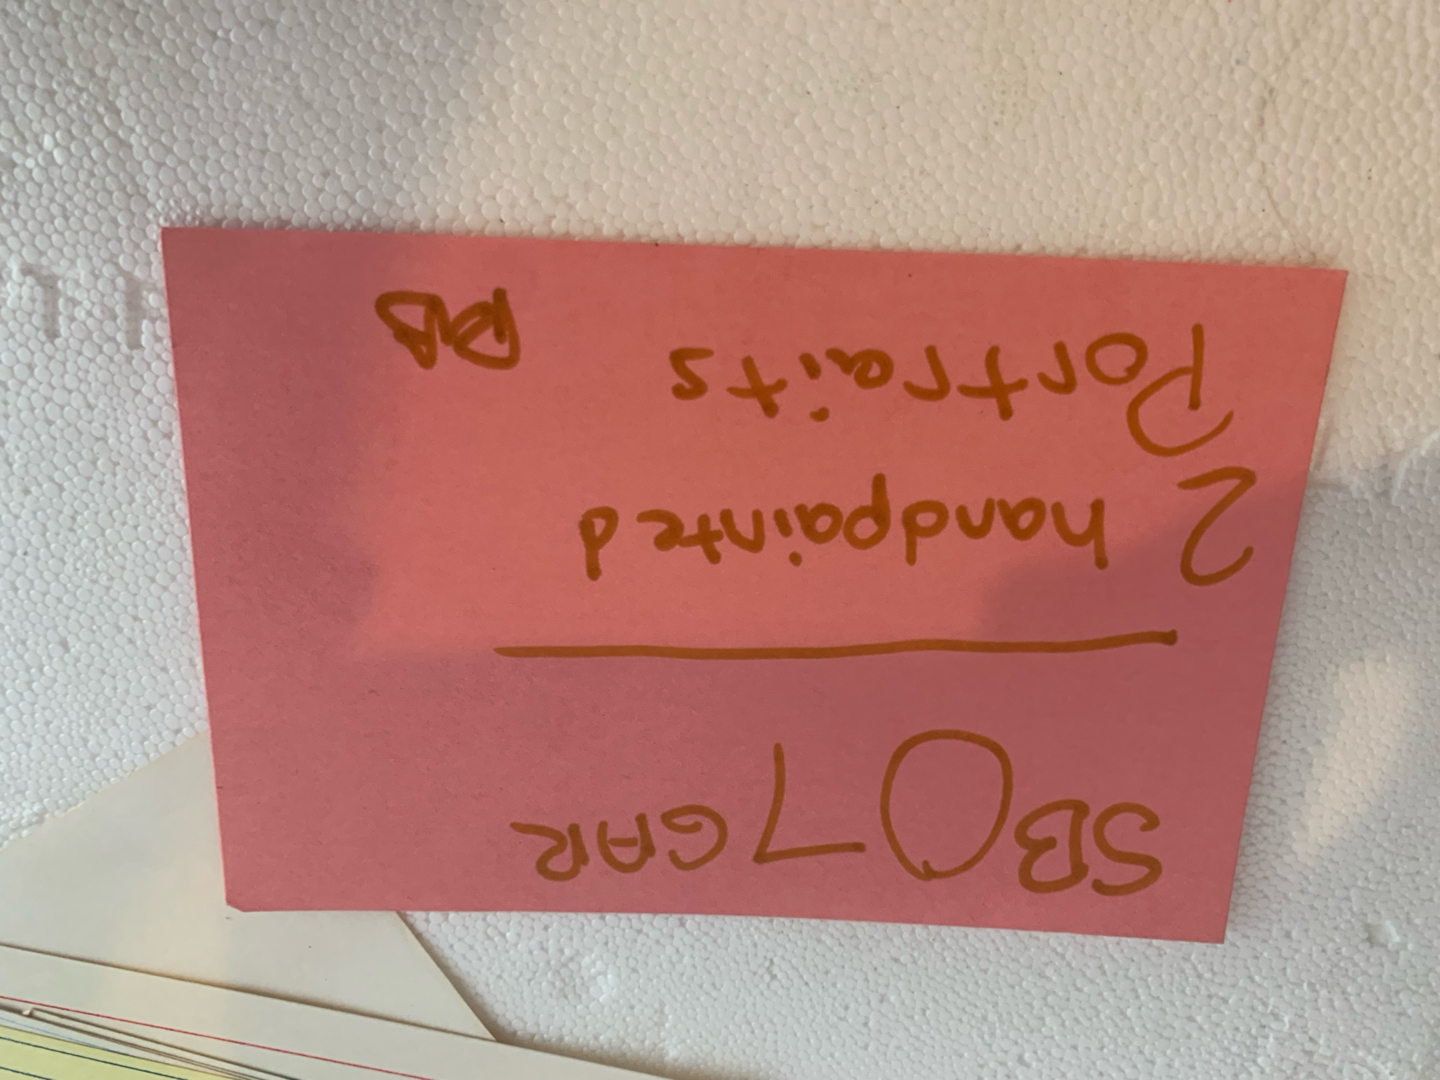 SB07GAR
2 handpainted
Portraits RB